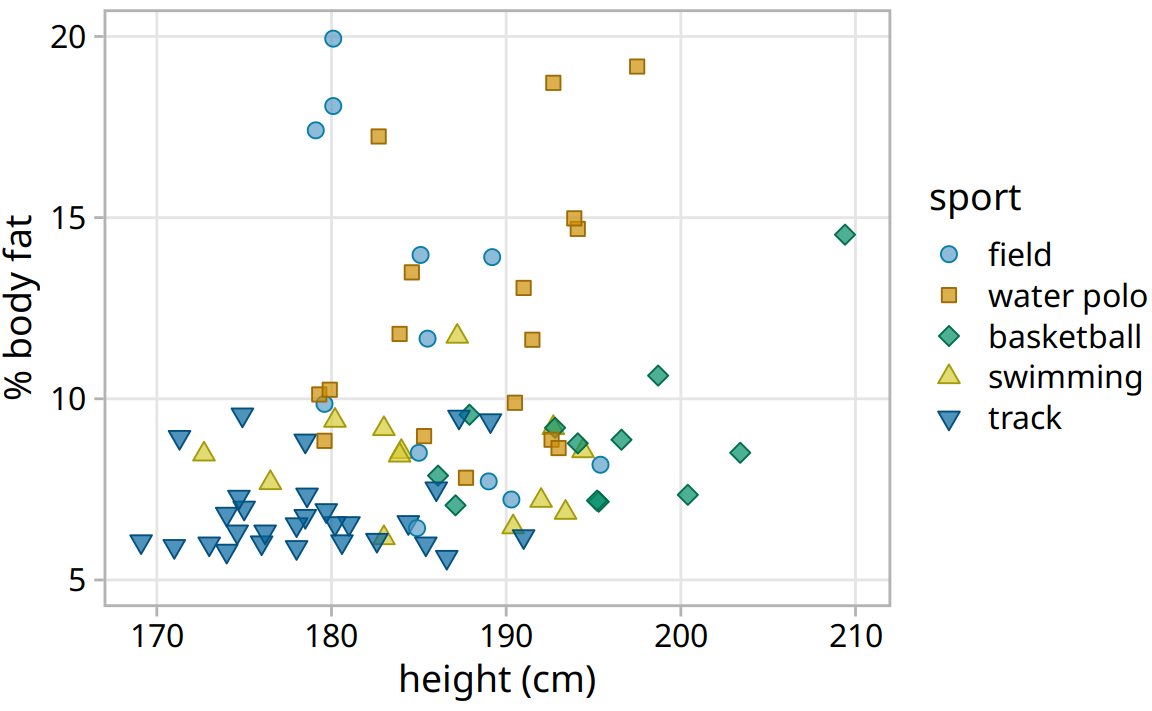 20
15
10
5
% body fat
170 180 190 200 210
height (cm)
sport
field
water polo
basketball
swimming
track